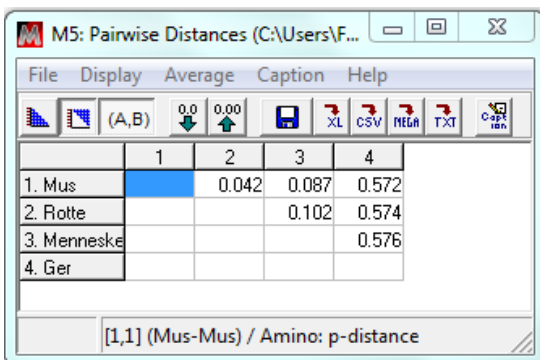 M5: Pairwise Distances (C:\Users\F...
File Display Average Caption Help
(A,B) 0.0 0.00 XL CSV MEGA TXT Capt ion
1 2 3 4
1. Mus 0.042 0.087 0.572
2. Rotte 0.102 0.574
3. Menneske 0.576
4. Ger
[1,1] (Mus-Mus) / Amino: p-distance